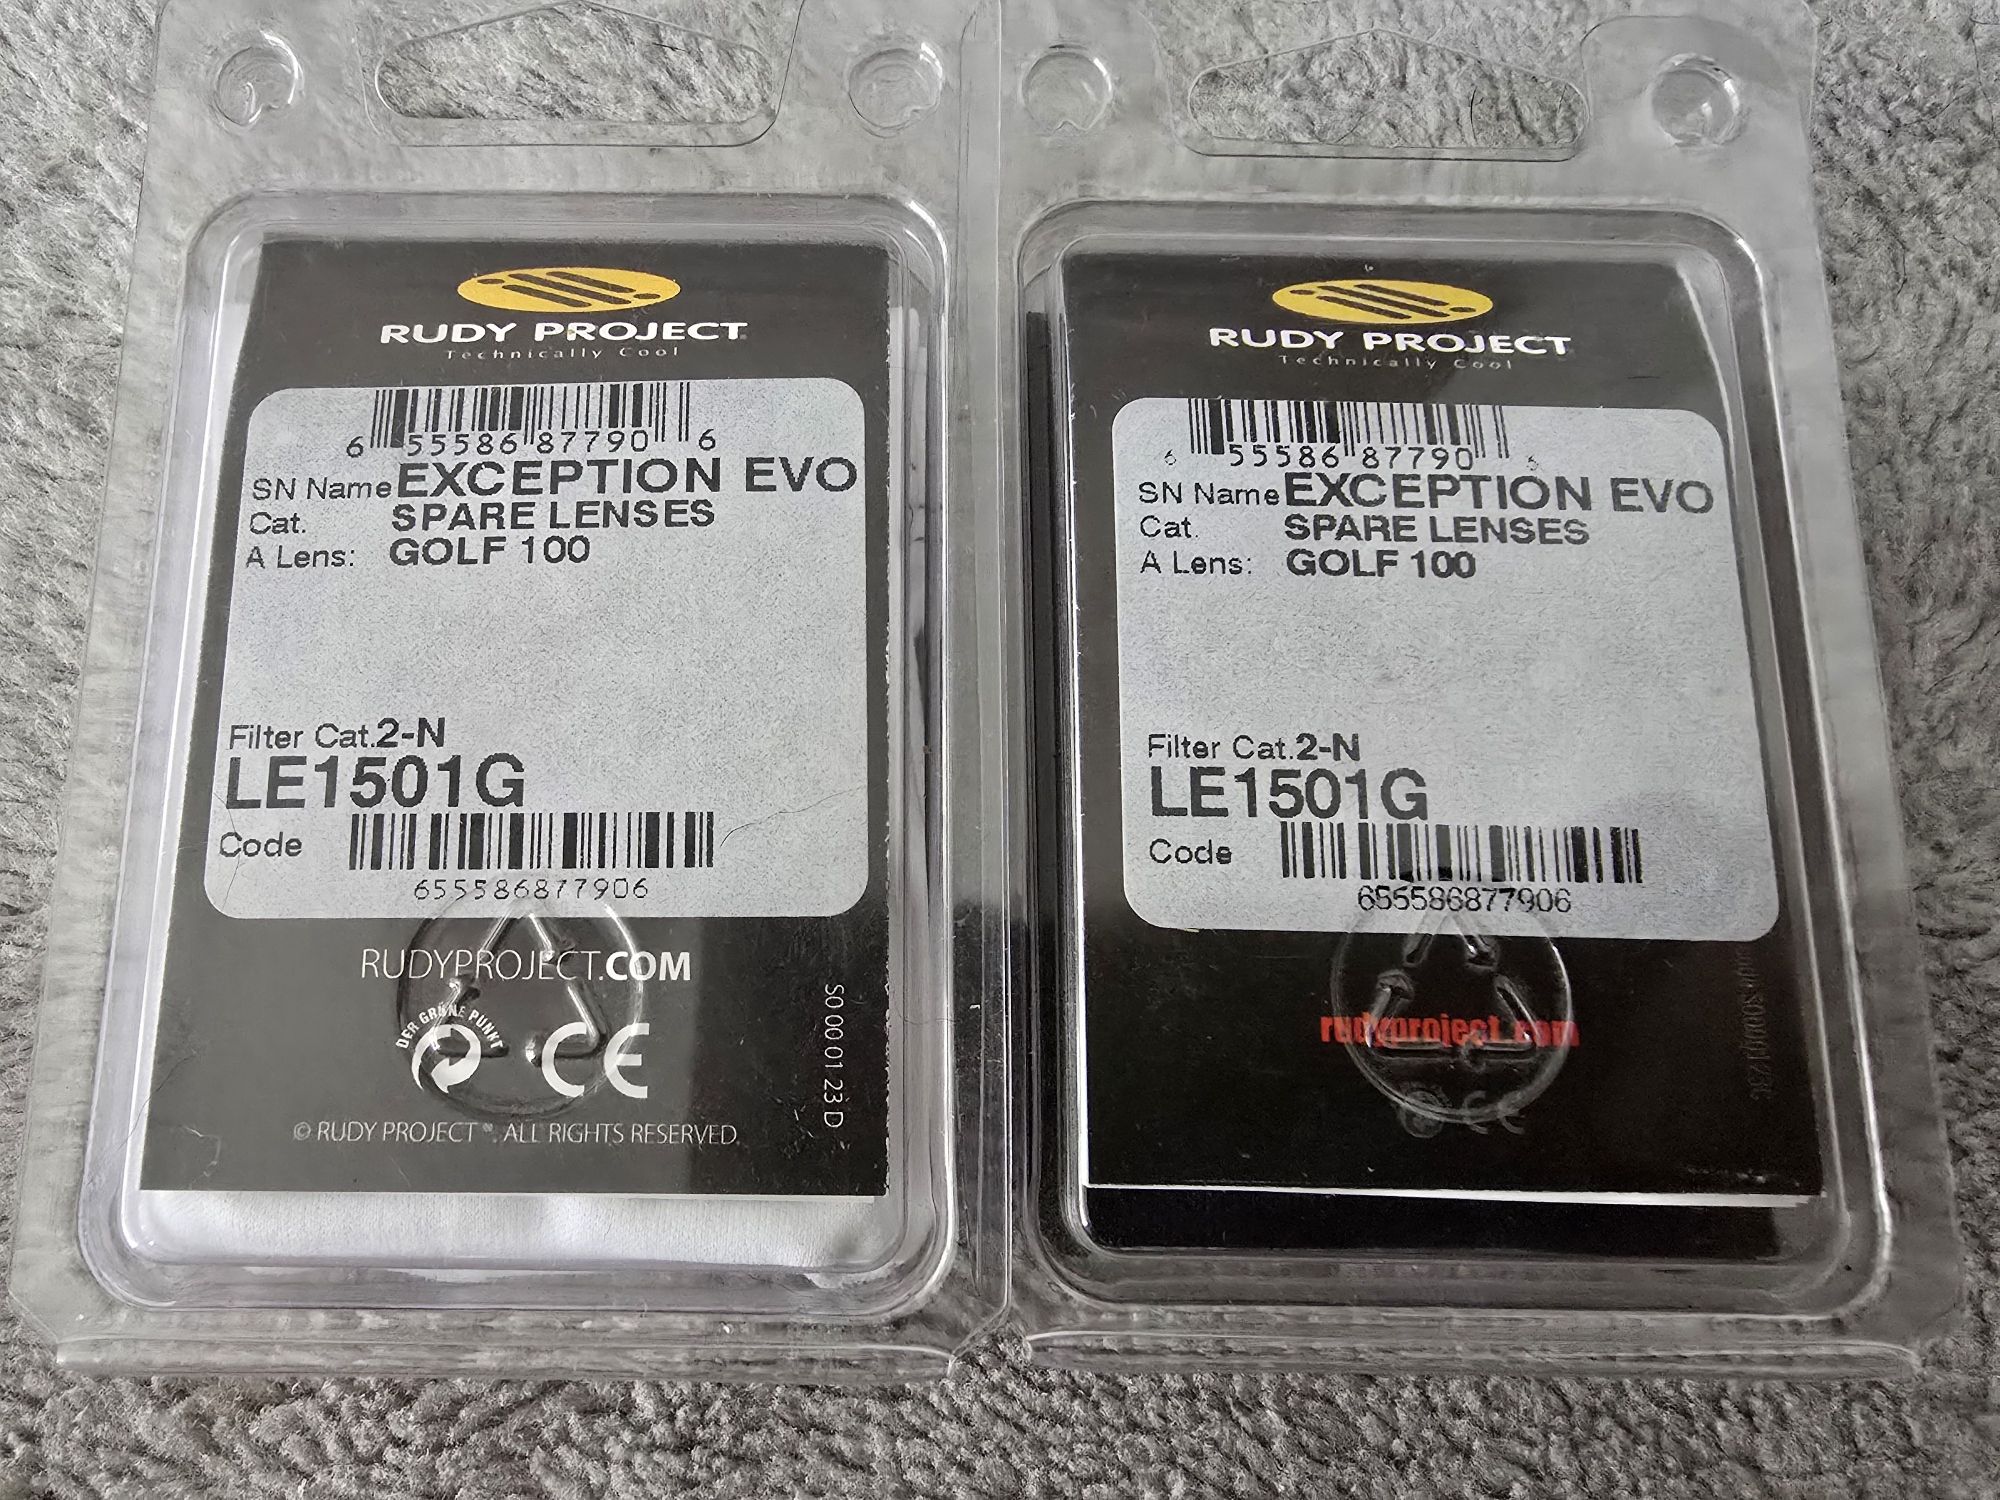 RUDY PROJECT
Technically Cool
6 55586 87790 6
SN Name EXCEPTION EVO
Cat. SPARE LENSES
A Lens: GOLF 100
Filter Cat. 2-N
LE1501G
Code
655586877906
RUDYPROJECT.COM
DER GRÜNE PUNKT
CE
© RUDY PROJECT ™. ALL RIGHTS RESERVED.
S0 00 01 23 D
RUDY PROJECT
Technically Cool
6 55586 87790 6
SN Name EXCEPTION EVO
Cat. SPARE LENSES
A Lens: GOLF 100
Filter Cat. 2-N
LE1501G
Code
655586877906
rudyproject.com